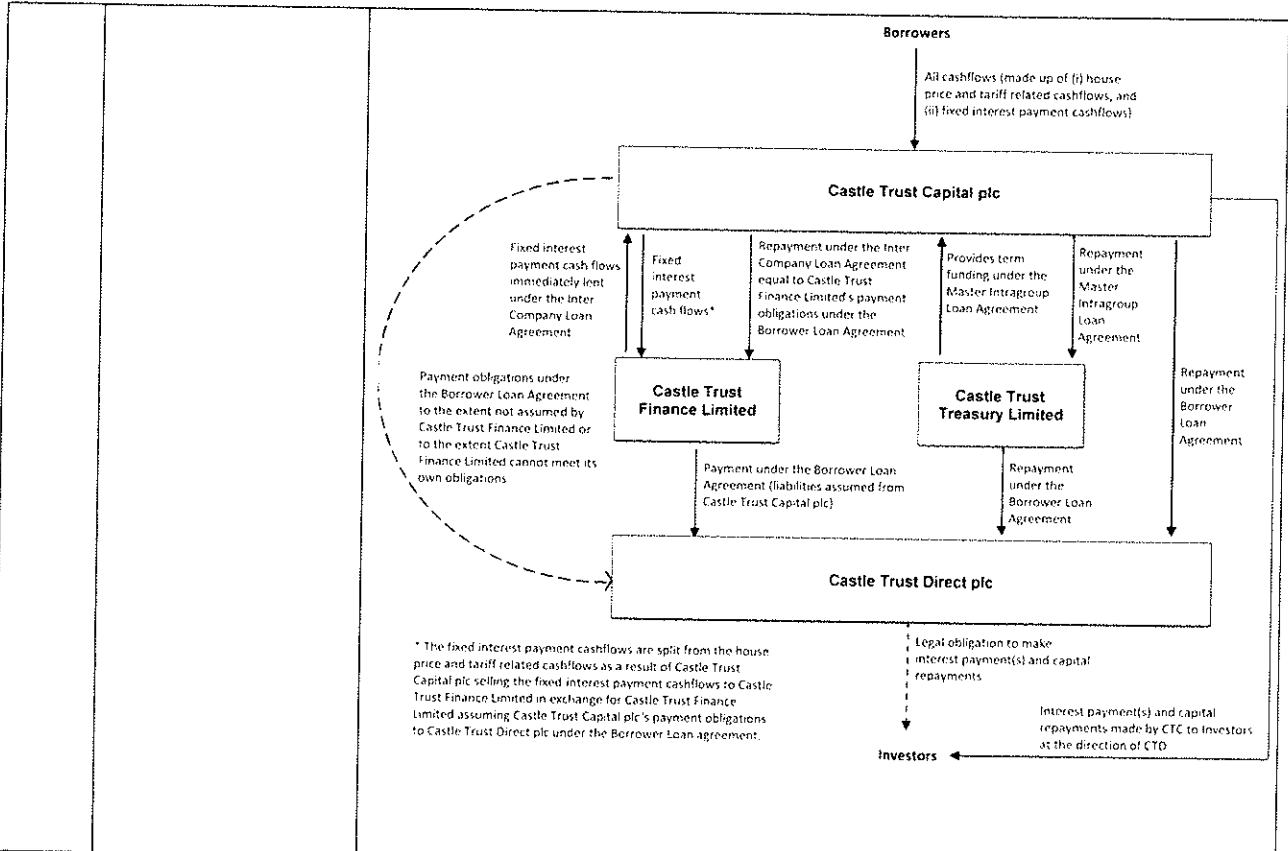 Borrowers
All cashflows (made up of (i) house
price and tariff related cashflows, and
(ii) fixed interest payment cashflows)
Castle Trust Capital plc
Fixed interest
payment cash flows
immediately lent
under the Inter
Company Loan
Agreement
Fixed
interest
payment
cash flows*
Repayment under the Inter
Company Loan Agreement
equal to Castle Trust
Finance Limited's payment
obligations under the
Borrower Loan Agreement
Provides term
funding under the
Master Intragroup
Loan Agreement
Repayment
under the
Master
Intragroup
Loan
Agreement
Repayment
under the
Borrower
Loan
Agreement
Payment obligations under
the Borrower Loan Agreement
to the extent not assumed by
Castle Trust Finance Limited or
to the extent Castle Trust
Finance Limited cannot meet its
own obligations
Castle Trust
Finance Limited
Castle Trust
Treasury Limited
Payment under the Borrower Loan
Agreement (liabilities assumed from
Castle Trust Capital plc)
Repayment
under the
Borrower Loan
Agreement
Castle Trust Direct plc
Legal obligation to make
interest payment(s) and capital
repayments
* The fixed interest payment cashflows are split from the house
price and tariff related cashflows as a result of Castle Trust
Capital plc selling the fixed interest payment cashflows to Castle
Trust Finance Limited in exchange for Castle Trust Finance
Limited assuming Castle Trust Capital plc's payment obligations
to Castle Trust Direct plc under the Borrower Loan agreement.
Interest payment(s) and capital
repayments made by CTC to Investors
at the direction of CTD
Investors